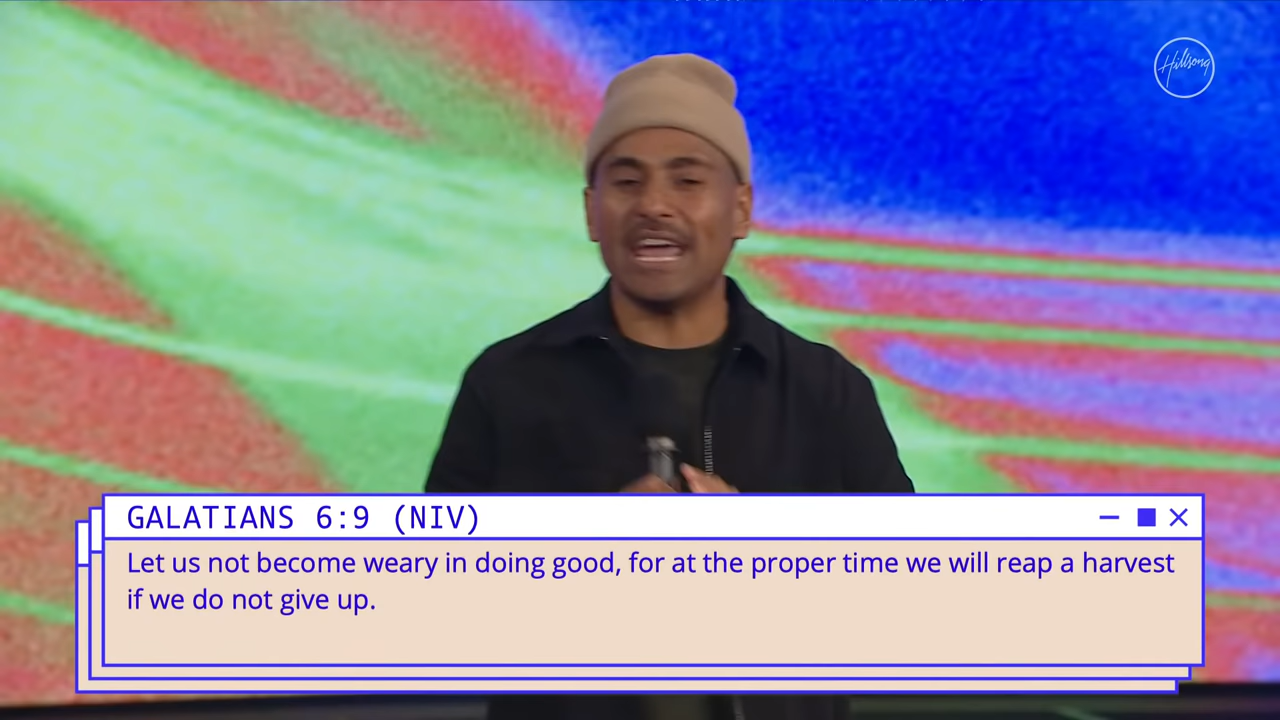 Hillsong
GALATIANS 6:9 (NIV)
Let us not become weary in doing good, for at the proper time we will reap a harvest
if we do not give up.